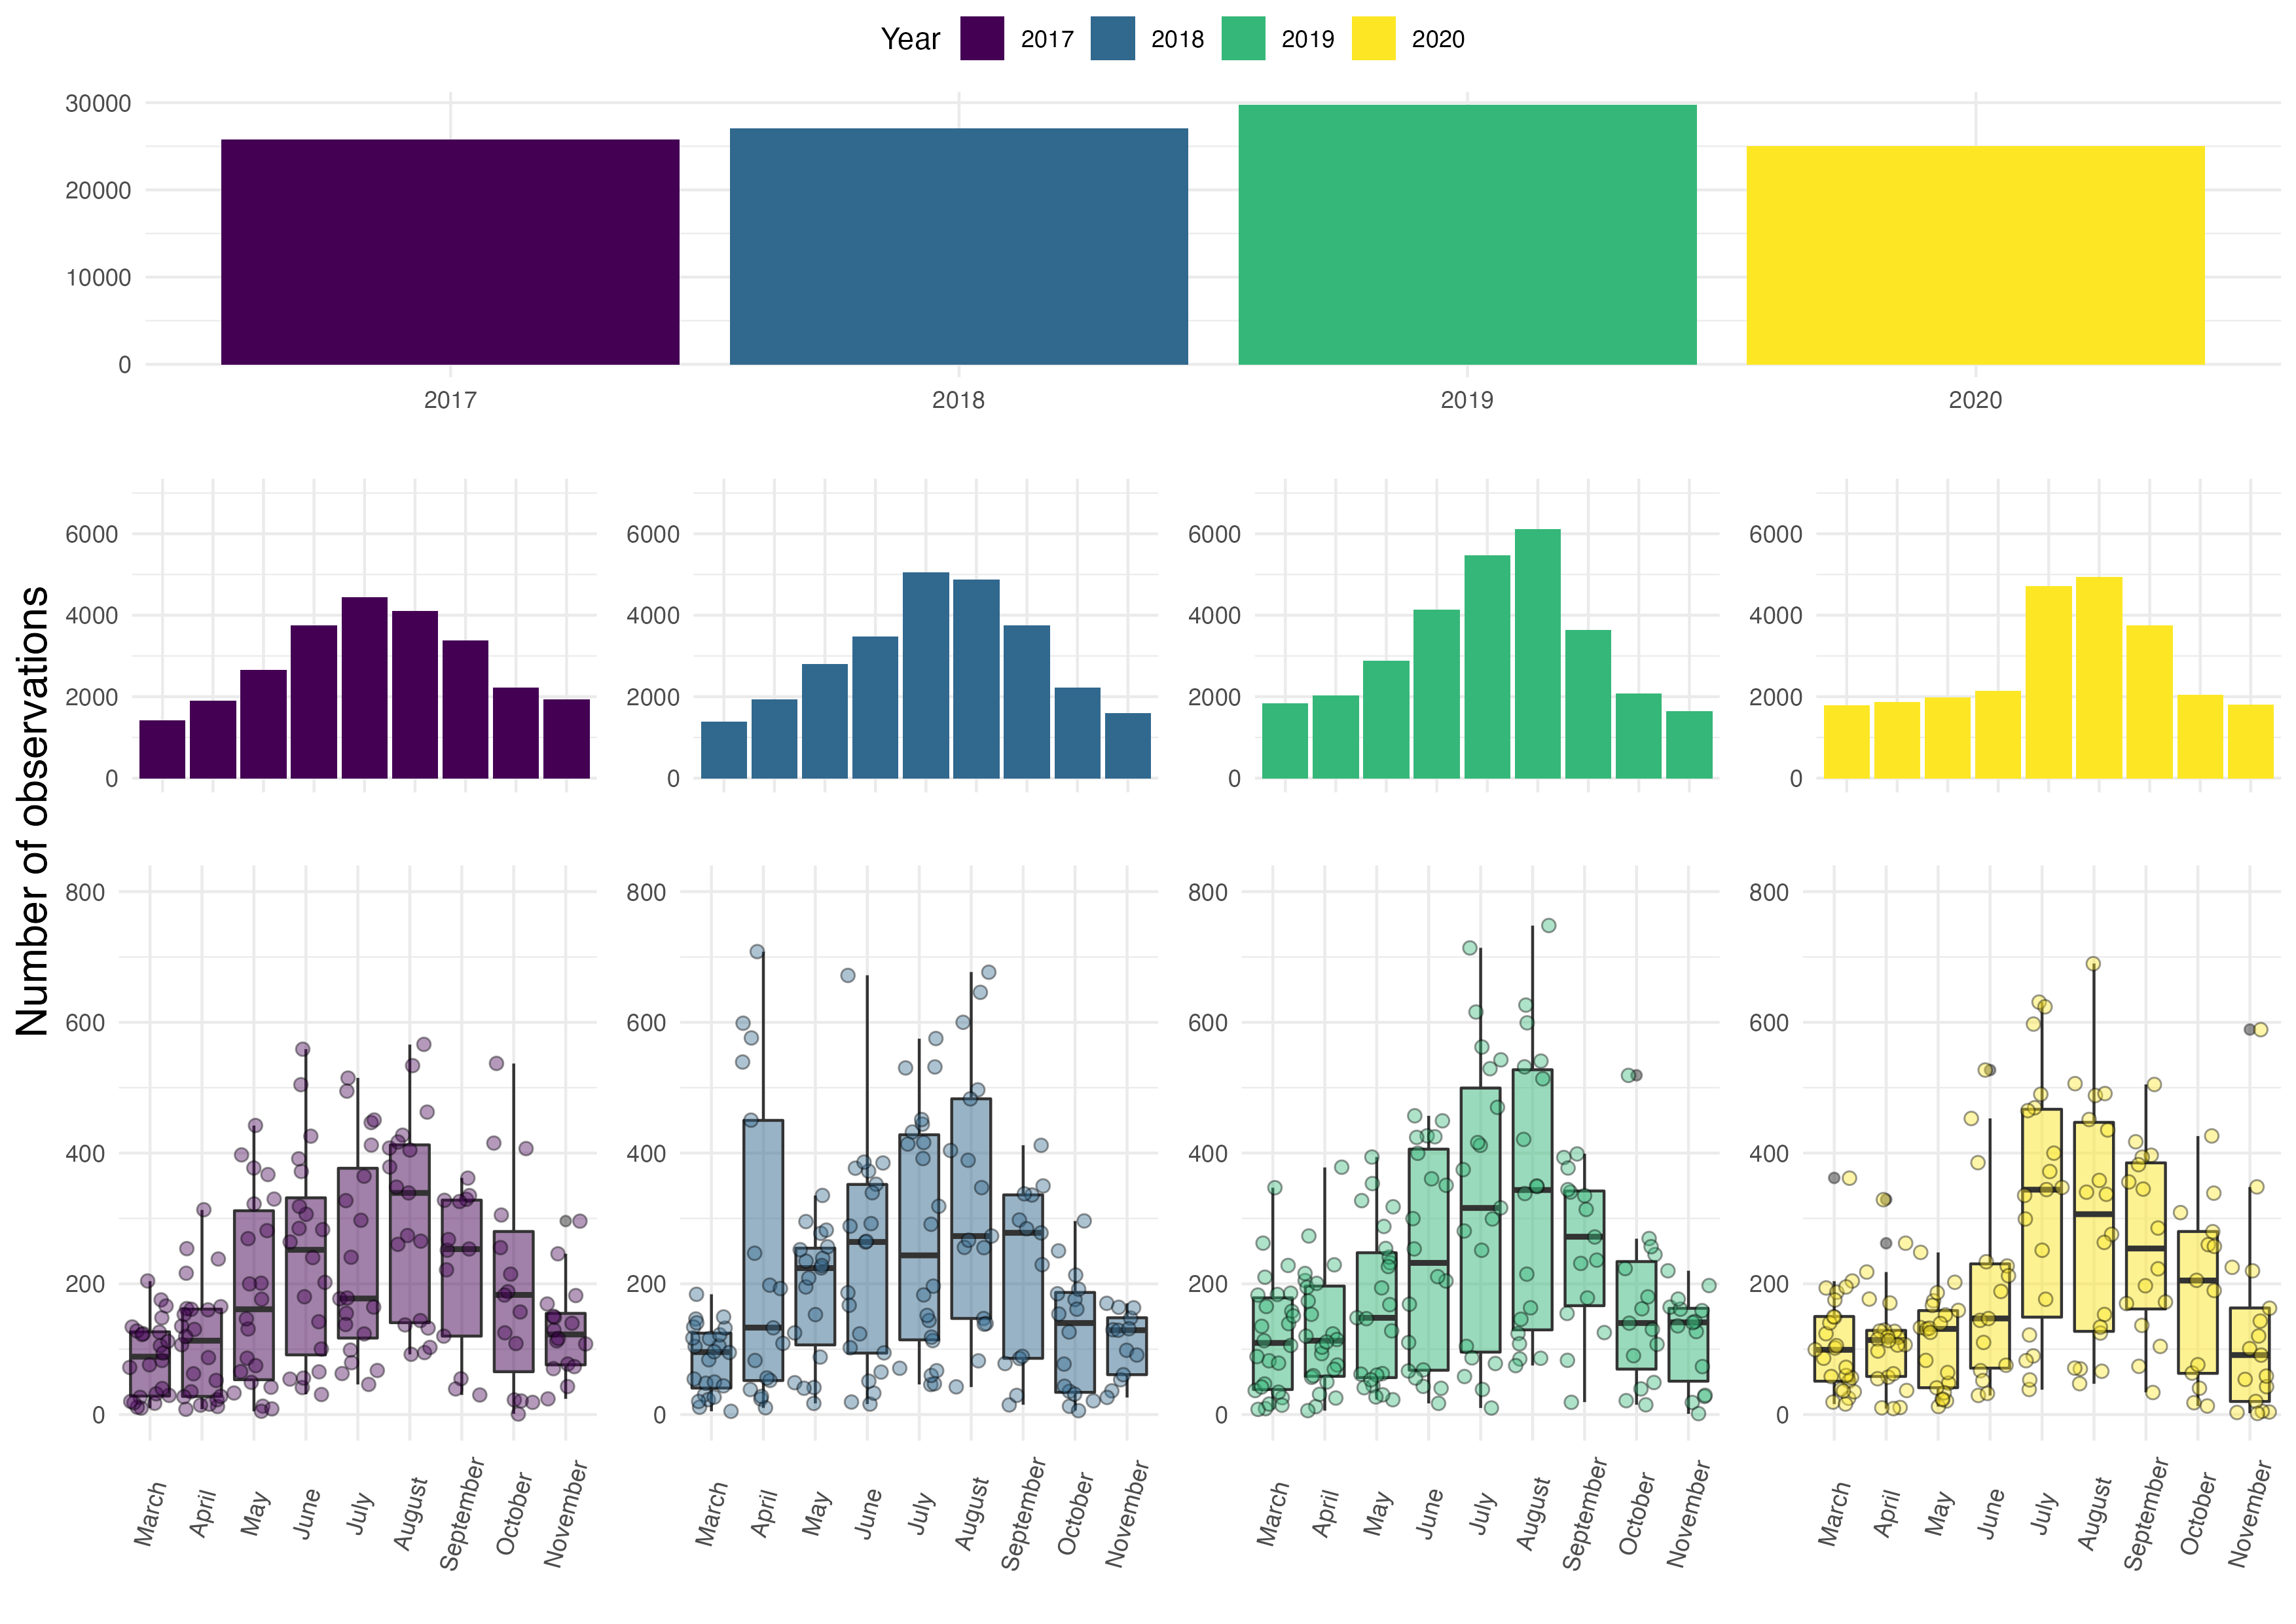 Year 2017 2018 2019 2020
30000
20000
10000
0
2017 2018 2019 2020
Number of observations
6000 6000 6000 6000
4000 4000 4000 4000
2000 2000 2000 2000
0 0 0 0
800 800 800 800
600 600 600 600
400 400 400 400
200 200 200 200
0 0 0 0
March April May June July August September October November March April May June July August September October November March April May June July August September October November March April May June July August September October November